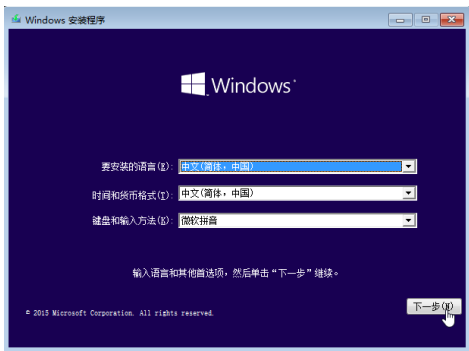 Windows 安装程序
Windows
要安装的语言(E): 中文(简体，中国)
时间和货币格式(T): 中文(简体，中国)
键盘和输入方法(K): 微软拼音
输入语言和其他首选项，然后单击“下一步”继续。
© 2015 Microsoft Corporation. All rights reserved.
下一步(N)